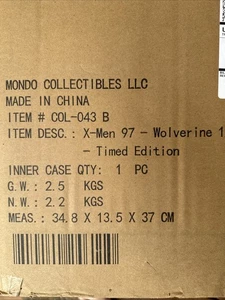 MONDO COLLECTIBLES LLC
MADE IN CHINA
ITEM # COL-043 B
ITEM DESC.: X-Men 97 - Wolverine 1
- Timed Edition
INNER CASE QTY: 1 PC
G.W.: 2.5 KGS
N.W.: 2.2 KGS
MEAS.: 34.8 X 13.5 X 37 CM